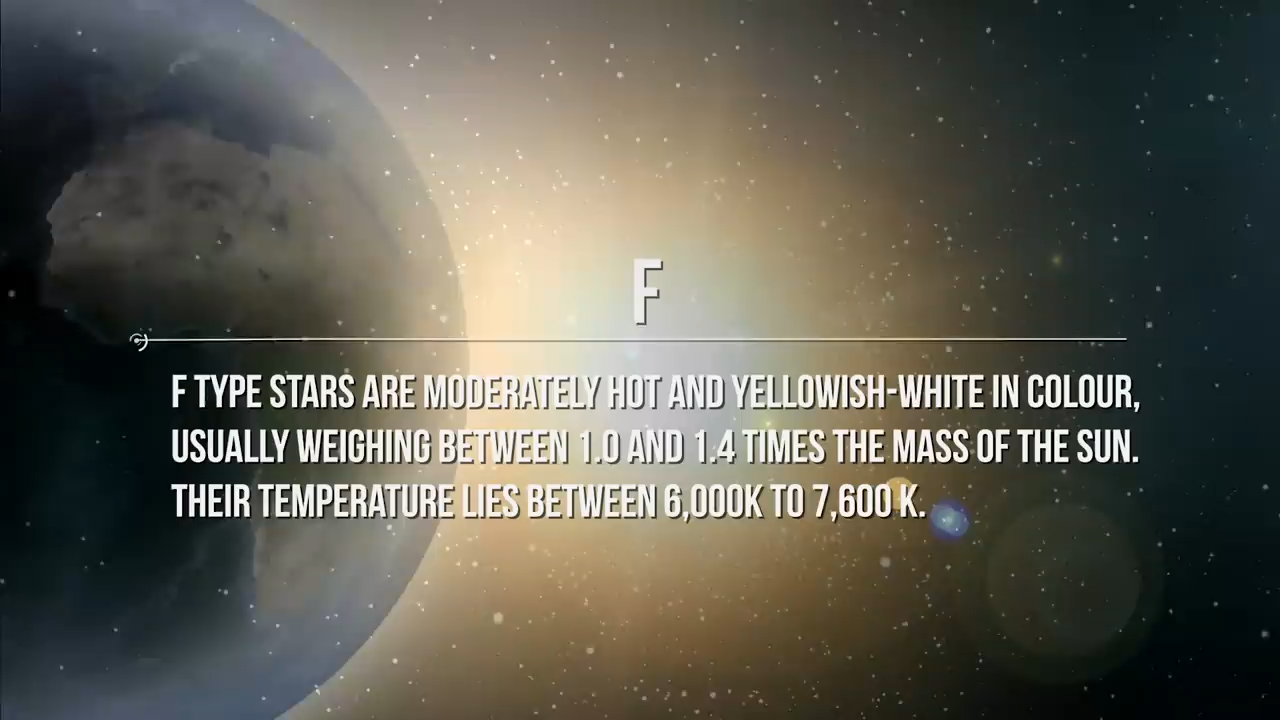 F
F TYPE STARS ARE MODERATELY HOT AND YELLOWISH-WHITE IN COLOUR,
USUALLY WEIGHING BETWEEN 1.0 AND 1.4 TIMES THE MASS OF THE SUN.
THEIR TEMPERATURE LIES BETWEEN 6,000K TO 7,600 K.